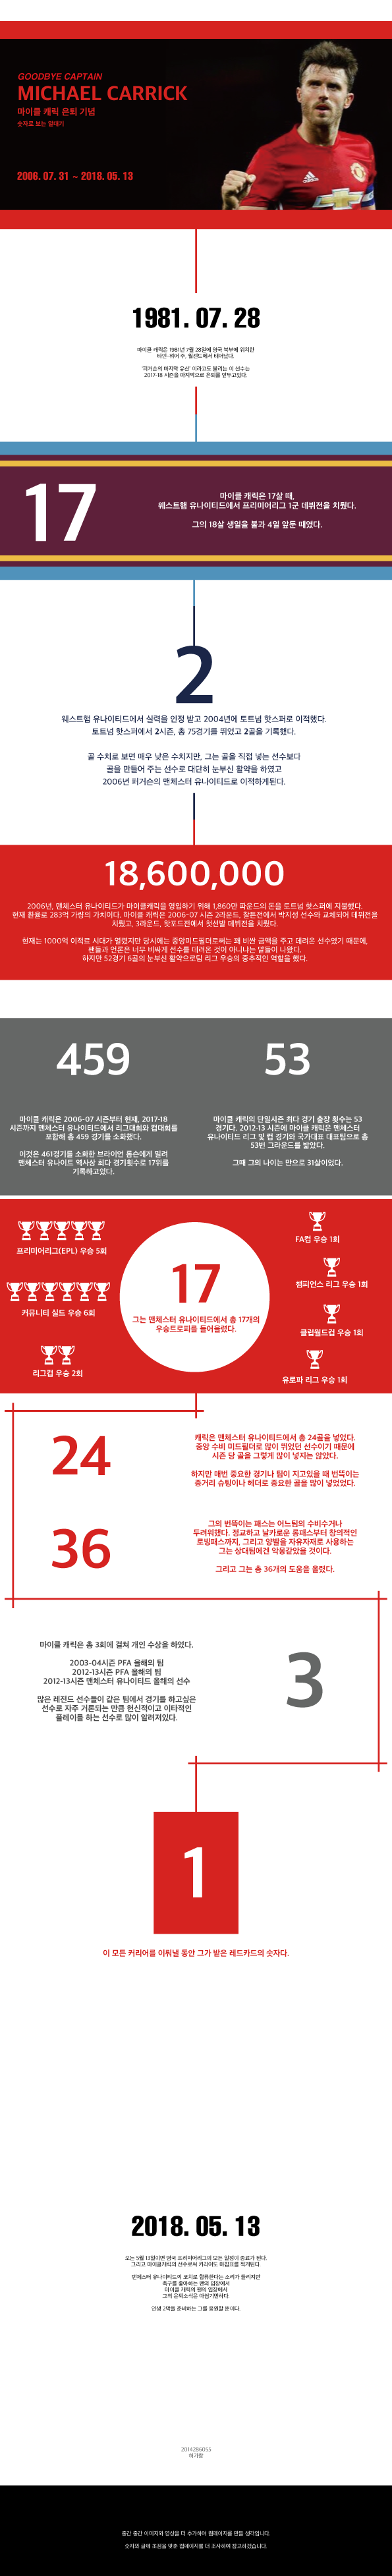 GOODBYE CAPTAIN
MICHAEL CARRICK
마이클 캐릭 은퇴 기념
숫자로 보는 일대기
2006. 07. 31 ~ 2018. 05. 13
1981. 07. 28
마이클 캐릭은 1981년 7월 28일에 영국 북부에 위치한
타인-위어 주, 월센드에서 태어났다.
'퍼거슨의 마지막 유산' 이라고도 불리는 이 선수는
2017-18 시즌을 마지막으로 은퇴를 앞두고있다.
17
마이클 캐릭은 17살 때,
웨스트햄 유나이티드에서 프리미어리그 1군 데뷔전을 치뤘다.
그의 18살 생일을 불과 4일 앞둔 때였다.
2
웨스트햄 유나이티드에서 실력을 인정 받고 2004년에 토트넘 핫스퍼로 이적했다.
토트넘 핫스퍼에서 2시즌, 총 75경기를 뛰었고 2골을 기록했다.
골 수치로 보면 매우 낮은 수치지만, 그는 골을 직접 넣는 선수보다
골을 만들어 주는 선수로 대단히 눈부신 활약을 하였고
2006년 퍼거슨의 맨체스터 유나이티드로 이적하게된다.
18,600,000
2006년, 맨체스터 유나이티드가 마이클캐릭을 영입하기 위해 1,860만 파운드의 돈을 토트넘 핫스퍼에 지불했다.
현재 환율로 283억 가량의 가치이다. 마이클 캐릭은 2006-07 시즌 2라운드, 찰튼전에서 박지성 선수와 교체되어 데뷔전을
치뤘고, 3라운드, 왓포드전에서 첫선발 데뷔전을 치뤘다.
현재는 1000억 이적료 시대가 열렸지만 당시에는 중앙미드필더로써는 꽤 비싼 금액을 주고 데려온 선수였기 때문에,
팬들과 언론은 너무 비싸게 선수를 데려온 것이 아니냐는 말들이 나왔다.
하지만 52경기 6골의 눈부신 활약으로팀 리그 우승의 중추적인 역할을 했다.
459
마이클 캐릭은 2006-07 시즌부터 현재, 2017-18
시즌까지 맨체스터 유나이티드에서 리그대회와 컵대회를
포함해 총 459 경기를 소화했다.
이것은 461경기를 소화한 브라이언 롭슨에게 밀려
맨체스터 유나이트 역사상 최다 경기횟수로 17위를
기록하고있다.
53
마이클 캐릭의 단일시즌 최다 경기 출장 횟수는 53
경기다. 2012-13 시즌에 마이클 캐릭은 맨체스터
유나이티드 리그 및 컵 경기와 국가대표 대표팀으로 총
53번 그라운드를 밟았다.
그때 그의 나이는 만으로 31살이었다.
프리미어리그(EPL) 우승 5회
커뮤니티 실드 우승 6회
리그컵 우승 2회
17
그는 맨체스터 유나이티드에서 총 17개의
우승트로피를 들어올렸다.
FA컵 우승 1회
챔피언스 리그 우승 1회
클럽월드컵 우승 1회
유로파 리그 우승 1회
24
캐릭은 맨체스터 유나이티드에서 총 24골을 넣었다.
중앙 수비 미드필더로 많이 뛰었던 선수이기 때문에
시즌 당 골을 그렇게 많이 넣지는 않았다.
하지만 매번 중요한 경기나 팀이 지고있을 때 번뜩이는
중거리 슈팅이나 헤더로 중요한 골을 많이 넣었었다.
36
그의 번뜩이는 패스는 어느팀의 수비수거나
두려워했다. 정교하고 날카로운 롱패스부터 창의적인
로빙패스까지, 그리고 양발을 자유자재로 사용하는
그는 상대팀에겐 악몽같았을 것이다.
그리고 그는 총 36개의 도움을 올렸다.
마이클 캐릭은 총 3회에 걸쳐 개인 수상을 하였다.
2003-04시즌 PFA 올해의 팀
2012-13시즌 PFA 올해의 팀
2012-13시즌 맨체스터 유나이티드 올해의 선수
많은 레전드 선수들이 같은 팀에서 경기를 하고싶은
선수로 자주 거론되는 만큼 헌신적이고 이타적인
플레이를 하는 선수로 많이 알려져있다.
3
1
이 모든 커리어를 이뤄낼 동안 그가 받은 레드카드의 숫자다.
2018. 05. 13
오는 5월 13일이면 영국 프리미어리그의 모든 일정이 종료가 된다.
그리고 마이클캐릭의 선수로써 커리어도 마침표를 찍게된다.
맨체스터 유나이티드의 코치로 합류한다는 소리가 들리지만
축구를 좋아하는 팬의 입장에서
마이클 캐릭의 팬의 입장에서
그의 은퇴소식은 아쉽기만하다.
인생 2막을 준비하는 그를 응원할 뿐이다.
2014286055
허가람
중간 중간 이미지와 영상을 더 추가하여 웹페이지를 만들 생각입니다.
숫자와 글에 초점을 맞춘 웹페이지를 더 조사하여 참고하겠습니다.